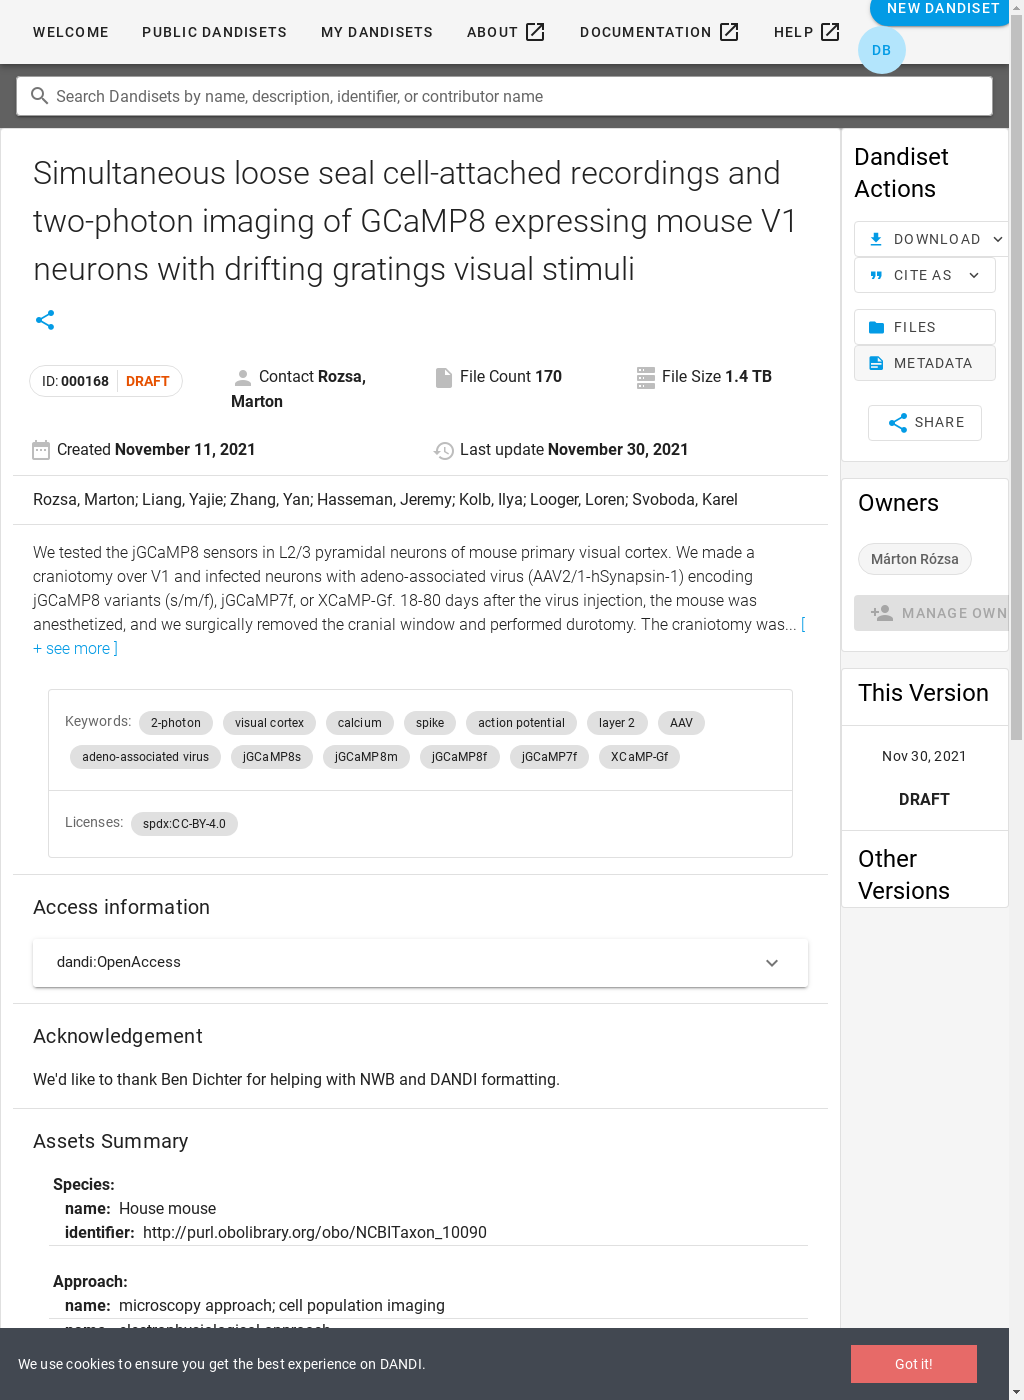 NEW DANDISET
WELCOME PUBLIC DANDISETS MY DANDISETS ABOUT DOCUMENTATION HELP
DB
Search Dandisets by name, description, identifier, or contributor name
Simultaneous loose seal cell-attached recordings and
two-photon imaging of GCaMP8 expressing mouse V1
neurons with drifting gratings visual stimuli
ID: 000168 DRAFT
Contact Rozsa,
Marton
File Count 170
File Size 1.4 TB
Created November 11, 2021
Last update November 30, 2021
Rozsa, Marton; Liang, Yajie; Zhang, Yan; Hasseman, Jeremy; Kolb, Ilya; Looger, Loren; Svoboda, Karel
We tested the jGCaMP8 sensors in L2/3 pyramidal neurons of mouse primary visual cortex. We made a
craniotomy over V1 and infected neurons with adeno-associated virus (AAV2/1-hSynapsin-1) encoding
jGCaMP8 variants (s/m/f), jGCaMP7f, or XCaMP-Gf. 18-80 days after the virus injection, the mouse was
anesthetized, and we surgically removed the cranial window and performed durotomy. The craniotomy was... [
+ see more ]
Keywords: 2-photon visual cortex calcium spike action potential layer 2 AAV
adeno-associated virus jGCaMP8s jGCaMP8m jGCaMP8f jGCaMP7f XCaMP-Gf
Licenses: spdx:CC-BY-4.0
Access information
dandi:OpenAccess
Acknowledgement
We'd like to thank Ben Dichter for helping with NWB and DANDI formatting.
Assets Summary
Species:
name: House mouse
identifier: http://purl.obolibrary.org/obo/NCBITaxon_10090
Approach:
name: microscopy approach; cell population imaging
name: electrophysiological approach
Dandiset
Actions
DOWNLOAD
CITE AS
FILES
METADATA
SHARE
Owners
Márton Rózsa
MANAGE OWN
This Version
Nov 30, 2021
DRAFT
Other
Versions
We use cookies to ensure you get the best experience on DANDI.
Got it!